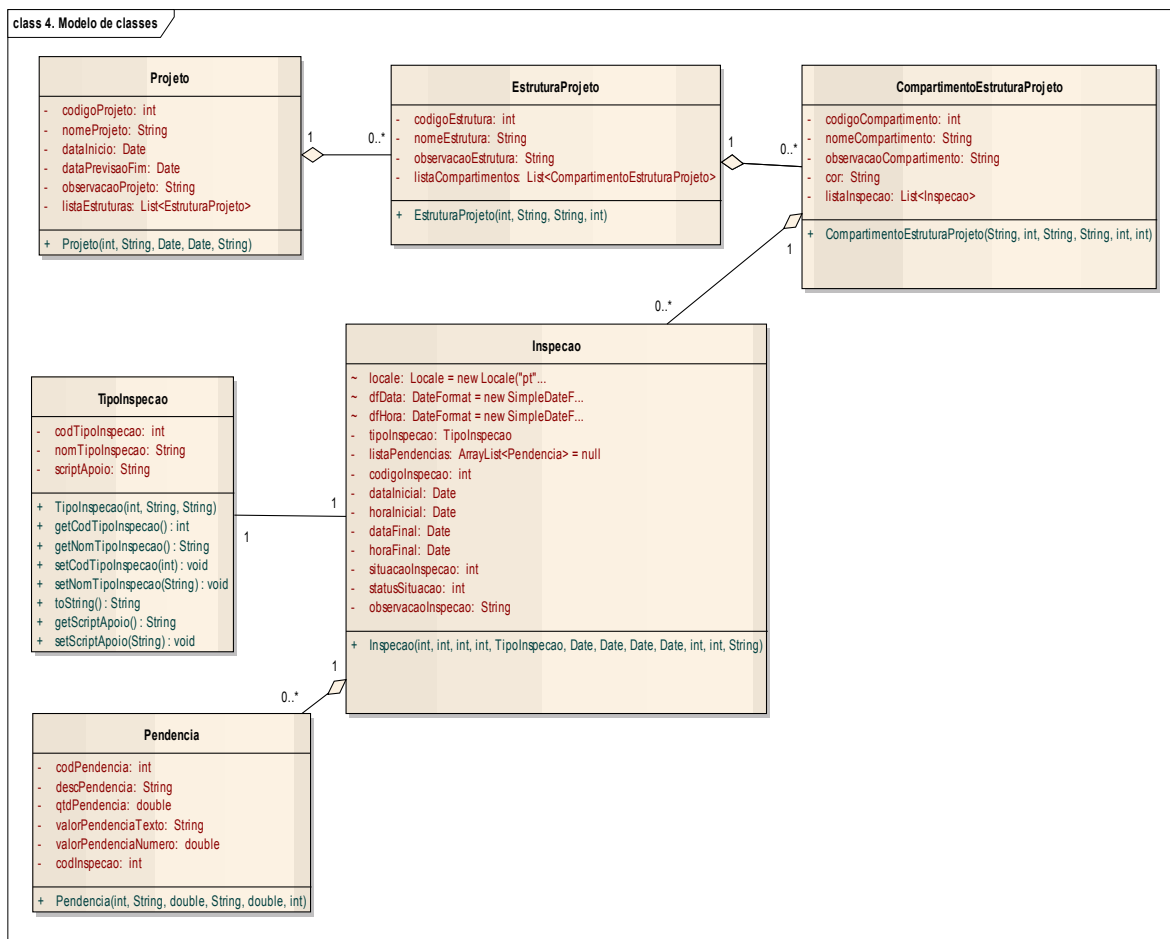 class 4. Modelo de classes
Projeto
- codigoProjeto: int
- nomeProjeto: String
- dataInicio: Date
- dataPrevisaoFim: Date
- observacaoProjeto: String
- listaEstruturas: List<EstruturaProjeto>
+ Projeto(int, String, Date, Date, String)
1
0..*
EstruturaProjeto
- codigoEstrutura: int
- nomeEstrutura: String
- observacaoEstrutura: String
- listaCompartimentos: List<CompartimentoEstruturaProjeto>
+ EstruturaProjeto(int, String, String, int)
1
0..*
CompartimentoEstruturaProjeto
- codigoCompartimento: int
- nomeCompartimento: String
- observacaoCompartimento: String
- cor: String
- listaInspecao: List<Inspecao>
+ CompartimentoEstruturaProjeto(String, int, String, String, int, int)
1
0..*
Inspecao
~ locale: Locale = new Locale("pt"...
~ dfData: DateFormat = new SimpleDateF...
~ dfHora: DateFormat = new SimpleDateF...
- tipoInspecao: TipoInspecao
- listaPendencias: ArrayList<Pendencia> = null
- codigoInspecao: int
- dataInicial: Date
- horaInicial: Date
- dataFinal: Date
- horaFinal: Date
- situacaoInspecao: int
- statusSituacao: int
- observacaoInspecao: String
+ Inspecao(int, int, int, int, TipoInspecao, Date, Date, Date, Date, int, int, String)
TipoInspecao
- codTipoInspecao: int
- nomTipoInspecao: String
- scriptApoio: String
+ TipoInspecao(int, String, String)
+ getCodTipoInspecao() : int
+ getNomTipoInspecao() : String
+ setCodTipoInspecao(int) : void
+ setNomTipoInspecao(String) : void
+ toString() : String
+ getScriptApoio() : String
+ setScriptApoio(String) : void
1
1
1
0..*
Pendencia
- codPendencia: int
- descPendencia: String
- qtdPendencia: double
- valorPendenciaTexto: String
- valorPendenciaNumero: double
- codInspecao: int
+ Pendencia(int, String, double, String, double, int)